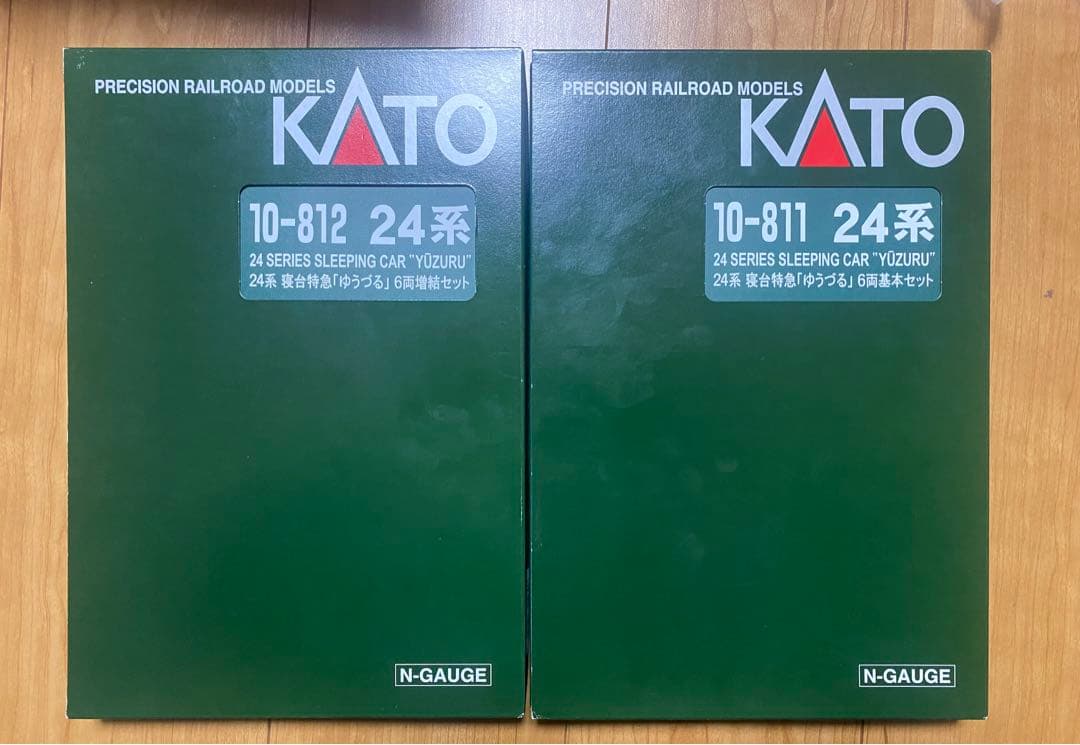 PRECISION RAILROAD MODELS
KATO
10-812 24系
24 SERIES SLEEPING CAR "YŪZURU"
24系 寝台特急「ゆうづる」 6両増結セット
N-GAUGE
PRECISION RAILROAD MODELS
KATO
10-811 24系
24 SERIES SLEEPING CAR "YŪZURU"
24系 寝台特急「ゆうづる」 6両基本セット
N-GAUGE